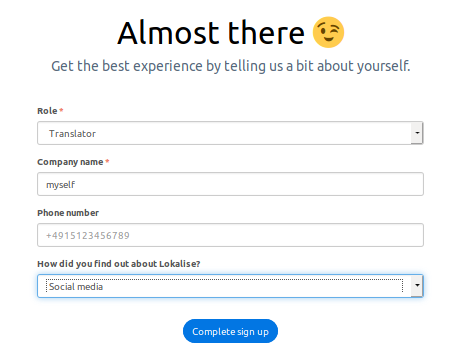 Almost there 😉
Get the best experience by telling us a bit about yourself.
Role *
Translator
Company name *
myself
Phone number
+4915123456789
How did you find out about Lokalise?
Social media
Complete sign up